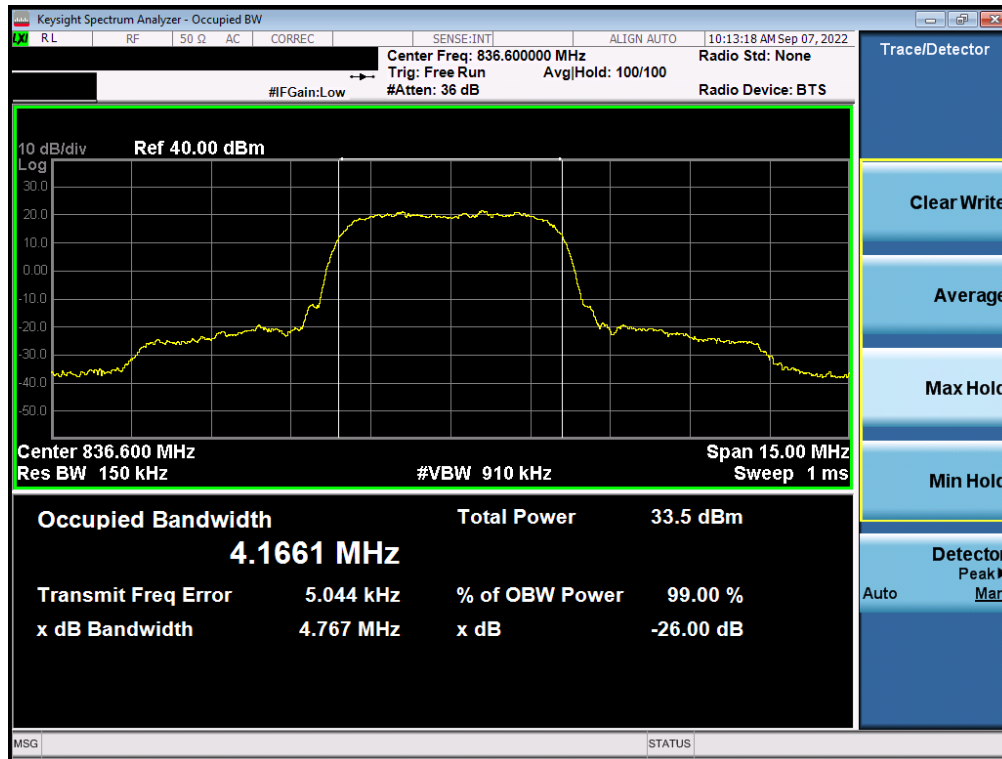 Keysight Spectrum Analyzer - Occupied BW
LXI RL RF 50 Ω AC CORREC SENSE:INT ALIGN AUTO 10:13:18 AM Sep 07, 2022
Center Freq: 836.600000 MHz Radio Std: None
Trig: Free Run Avg|Hold: 100/100
#IFGain:Low #Atten: 36 dB Radio Device: BTS
Trace/Detector
10 dB/div Ref 40.00 dBm
Log
30.0
20.0
10.0
0.00
-10.0
-20.0
-30.0
-40.0
-50.0
Center 836.600 MHz Span 15.00 MHz
Res BW 150 kHz #VBW 910 kHz Sweep 1 ms
Occupied Bandwidth Total Power 33.5 dBm
4.1661 MHz
Transmit Freq Error 5.044 kHz % of OBW Power 99.00 %
x dB Bandwidth 4.767 MHz x dB -26.00 dB
Clear Write
Average
Max Hold
Min Hold
Detector
Peak▶
Auto Man
MSG STATUS